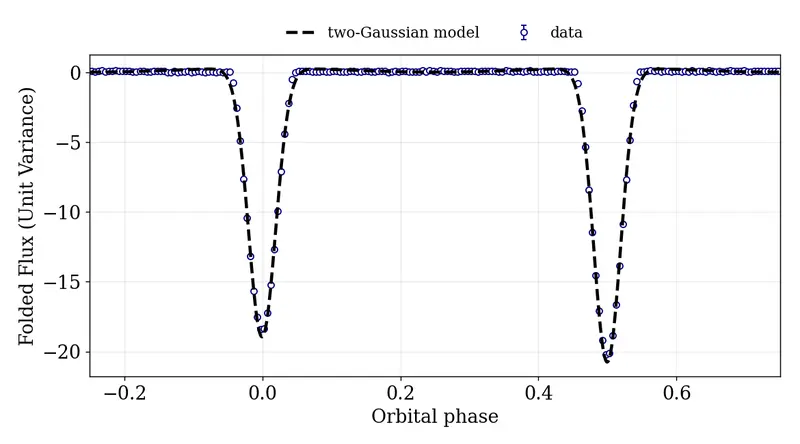 two-Gaussian model
data
Folded Flux (Unit Variance)
0
−5
−10
−15
−20
−0.2
0.0
0.2
0.4
0.6
Orbital phase